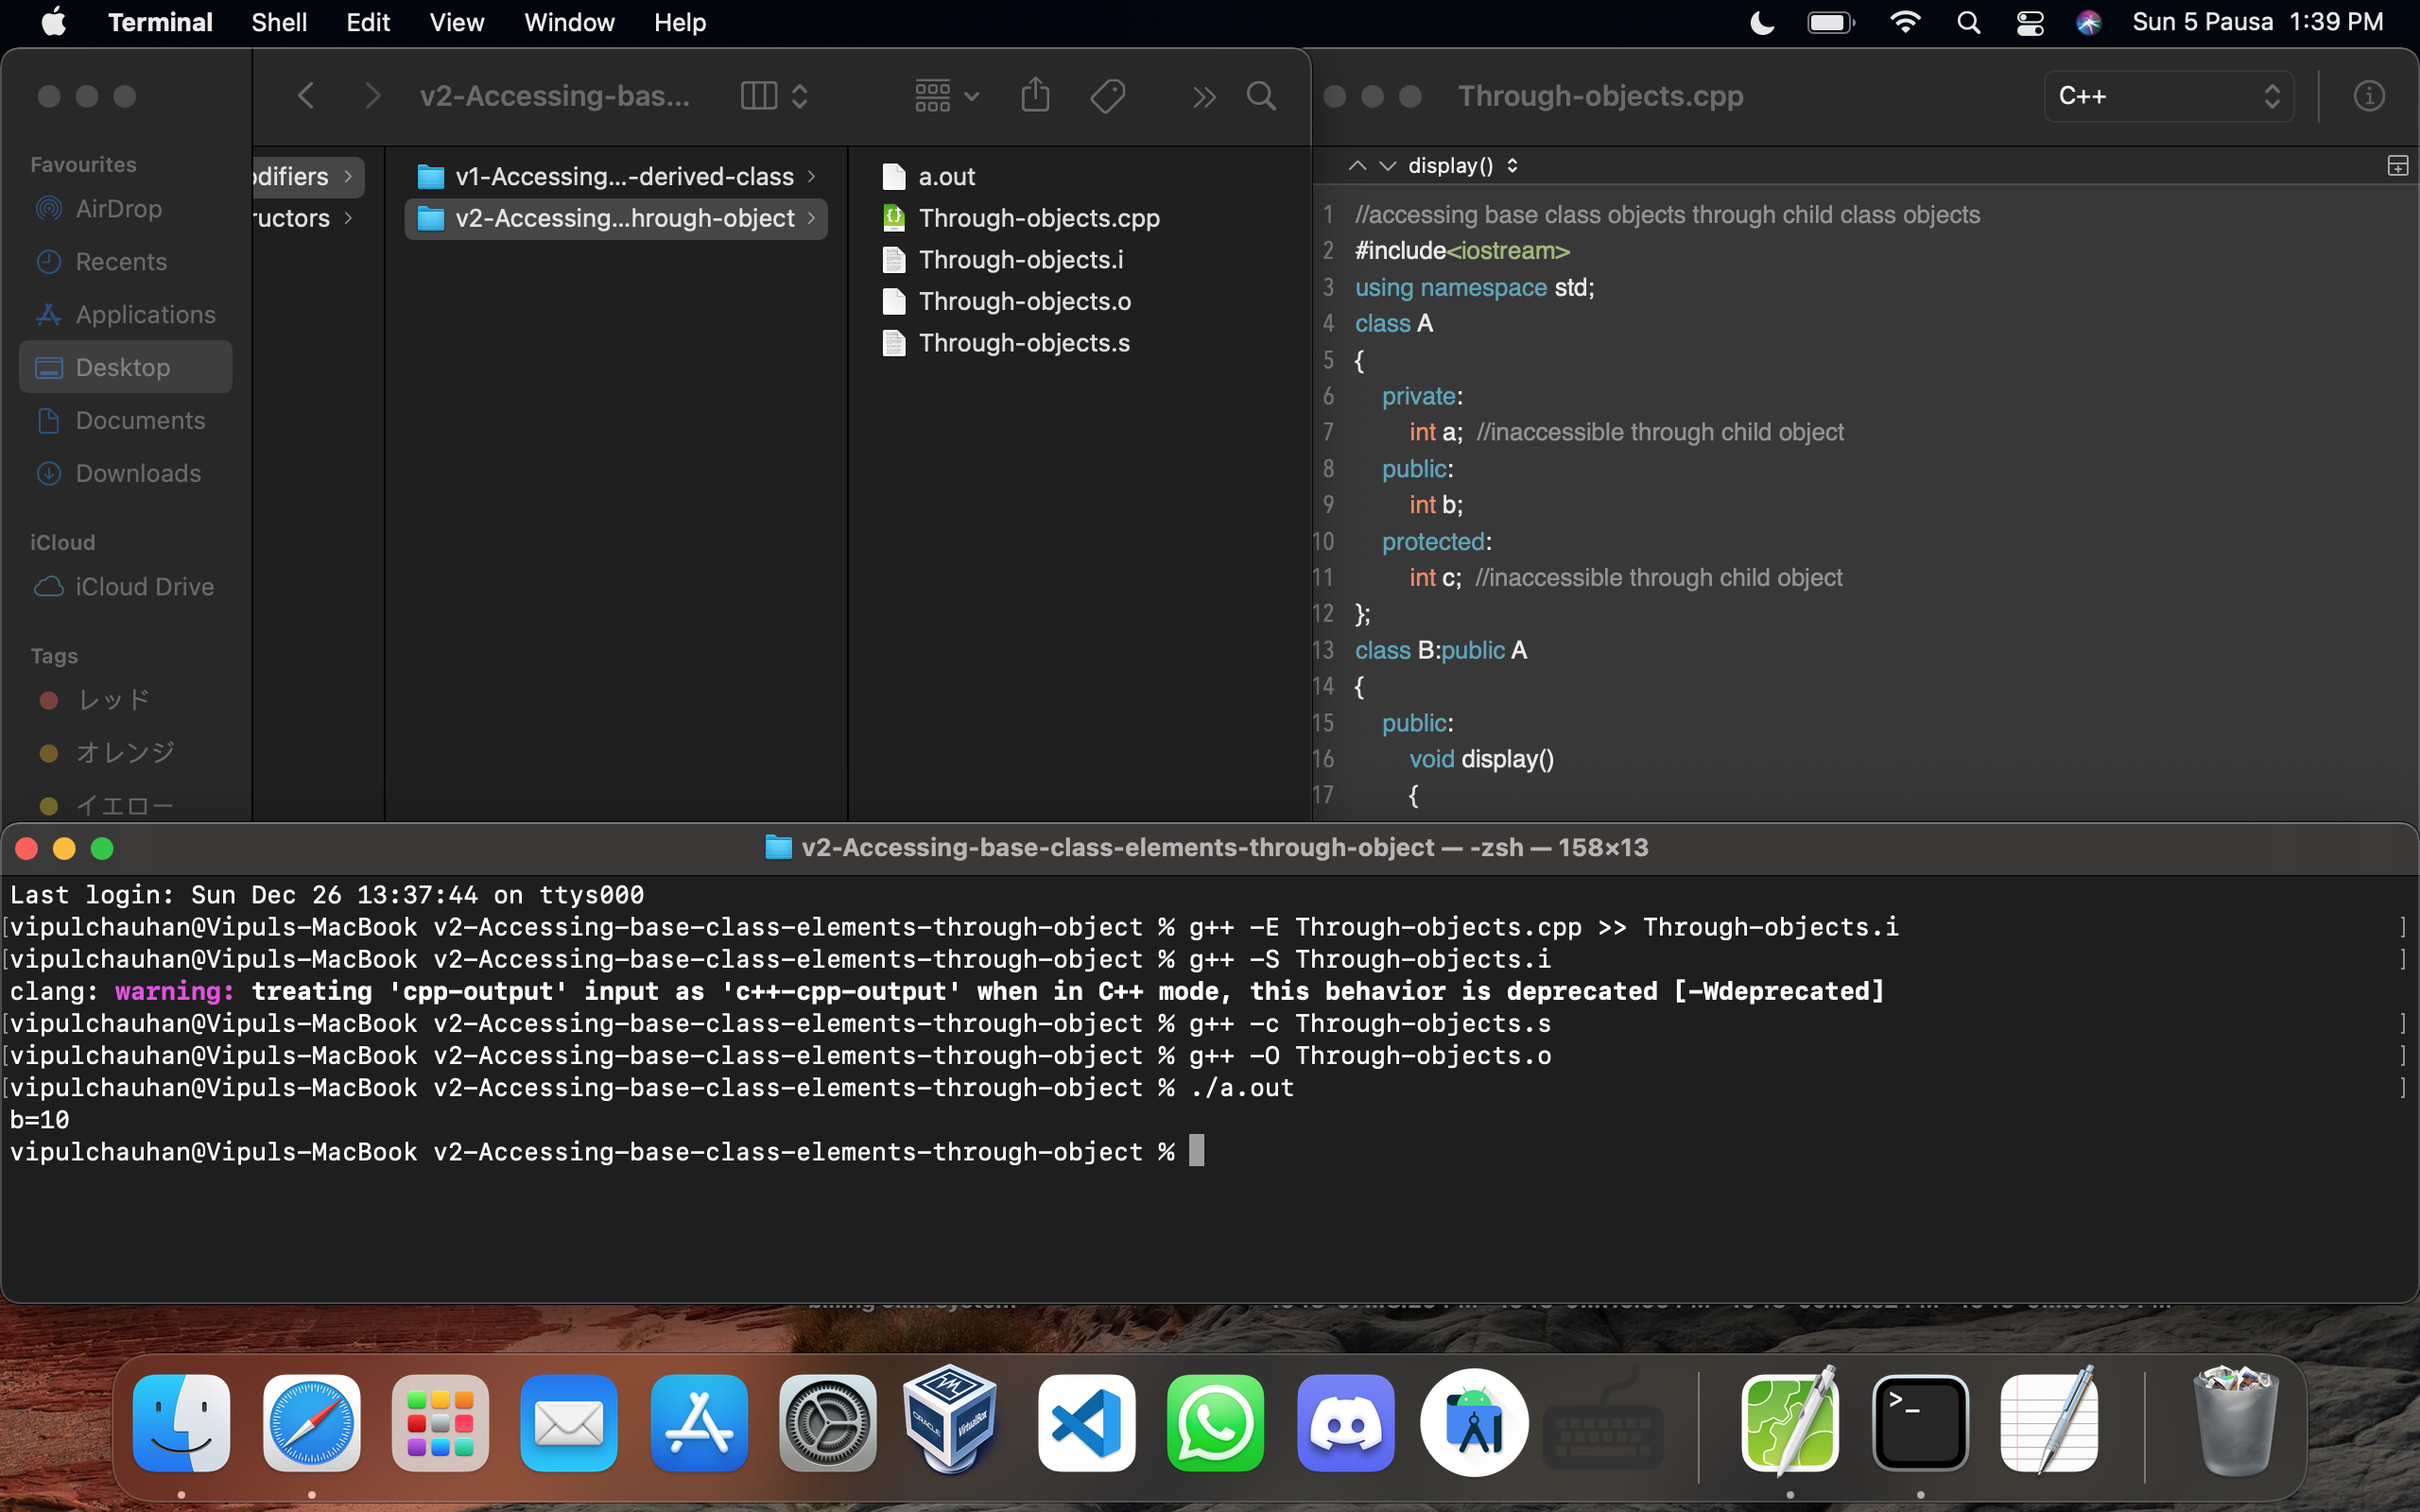 Terminal Shell Edit View Window Help Sun 5 Pausa 1:39 PM
v2-Accessing-bas...
Favourites
AirDrop
Recents
Applications
Desktop
Documents
Downloads
iCloud
iCloud Drive
Tags
レッド
オレンジ
イエロー
difiers
ructors
v1-Accessing...-derived-class
v2-Accessing...hrough-object
a.out
Through-objects.cpp
Through-objects.i
Through-objects.o
Through-objects.s
Through-objects.cpp C++
display()
1 //accessing base class objects through child class objects
2 #include<iostream>
3 using namespace std;
4 class A
5 {
6 private:
7 int a; //inaccessible through child object
8 public:
9 int b;
10 protected:
11 int c; //inaccessible through child object
12 };
13 class B:public A
14 {
15 public:
16 void display()
17 {
v2-Accessing-base-class-elements-through-object — -zsh — 158×13
Last login: Sun Dec 26 13:37:44 on ttys000
[vipulchauhan@Vipuls-MacBook v2-Accessing-base-class-elements-through-object % g++ -E Through-objects.cpp >> Through-objects.i ]
[vipulchauhan@Vipuls-MacBook v2-Accessing-base-class-elements-through-object % g++ -S Through-objects.i ]
clang: warning: treating 'cpp-output' input as 'c++-cpp-output' when in C++ mode, this behavior is deprecated [-Wdeprecated]
[vipulchauhan@Vipuls-MacBook v2-Accessing-base-class-elements-through-object % g++ -c Through-objects.s ]
[vipulchauhan@Vipuls-MacBook v2-Accessing-base-class-elements-through-object % g++ -O Through-objects.o ]
[vipulchauhan@Vipuls-MacBook v2-Accessing-base-class-elements-through-object % ./a.out ]
b=10
vipulchauhan@Vipuls-MacBook v2-Accessing-base-class-elements-through-object %
ORACLE
VirtualBox